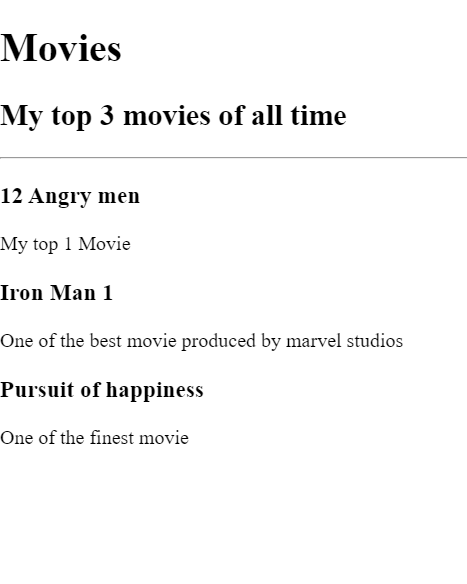 Movies
My top 3 movies of all time
12 Angry men
My top 1 Movie
Iron Man 1
One of the best movie produced by marvel studios
Pursuit of happiness
One of the finest movie